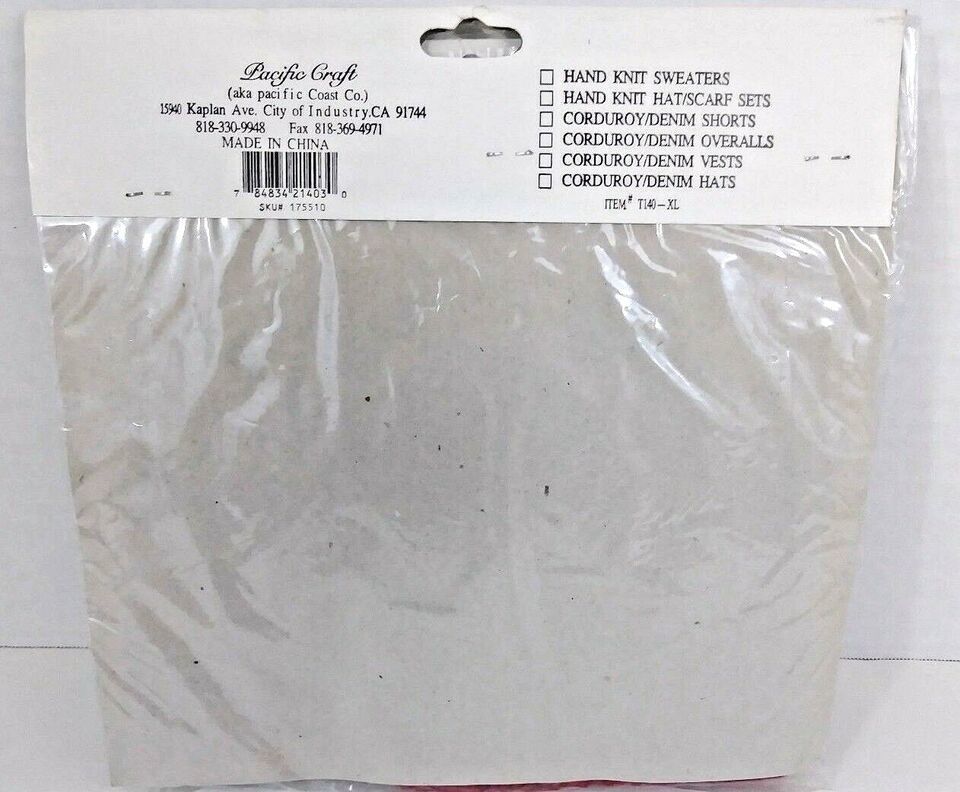 Pacific Craft
(aka pacific Coast Co.)
15940 Kaplan Ave. City of Industry.CA 91744
818-330-9948 Fax 818-369-4971
MADE IN CHINA
7 84834 21403 0
SKU# 175510
HAND KNIT SWEATERS
HAND KNIT HAT/SCARF SETS
CORDUROY/DENIM SHORTS
CORDUROY/DENIM OVERALLS
CORDUROY/DENIM VESTS
CORDUROY/DENIM HATS
ITEM# T140-XL